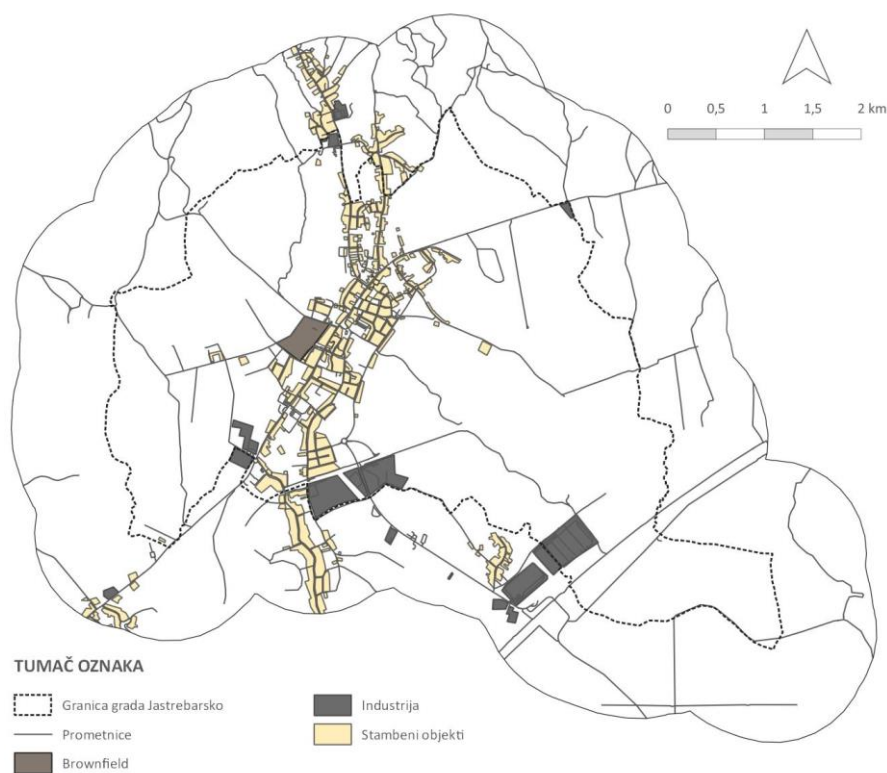 0 0,5 1 1,5 2 km
TUMAČ OZNAKA
Granica grada Jastrebarsko
Prometnice
Brownfield
Industrija
Stambeni objekti